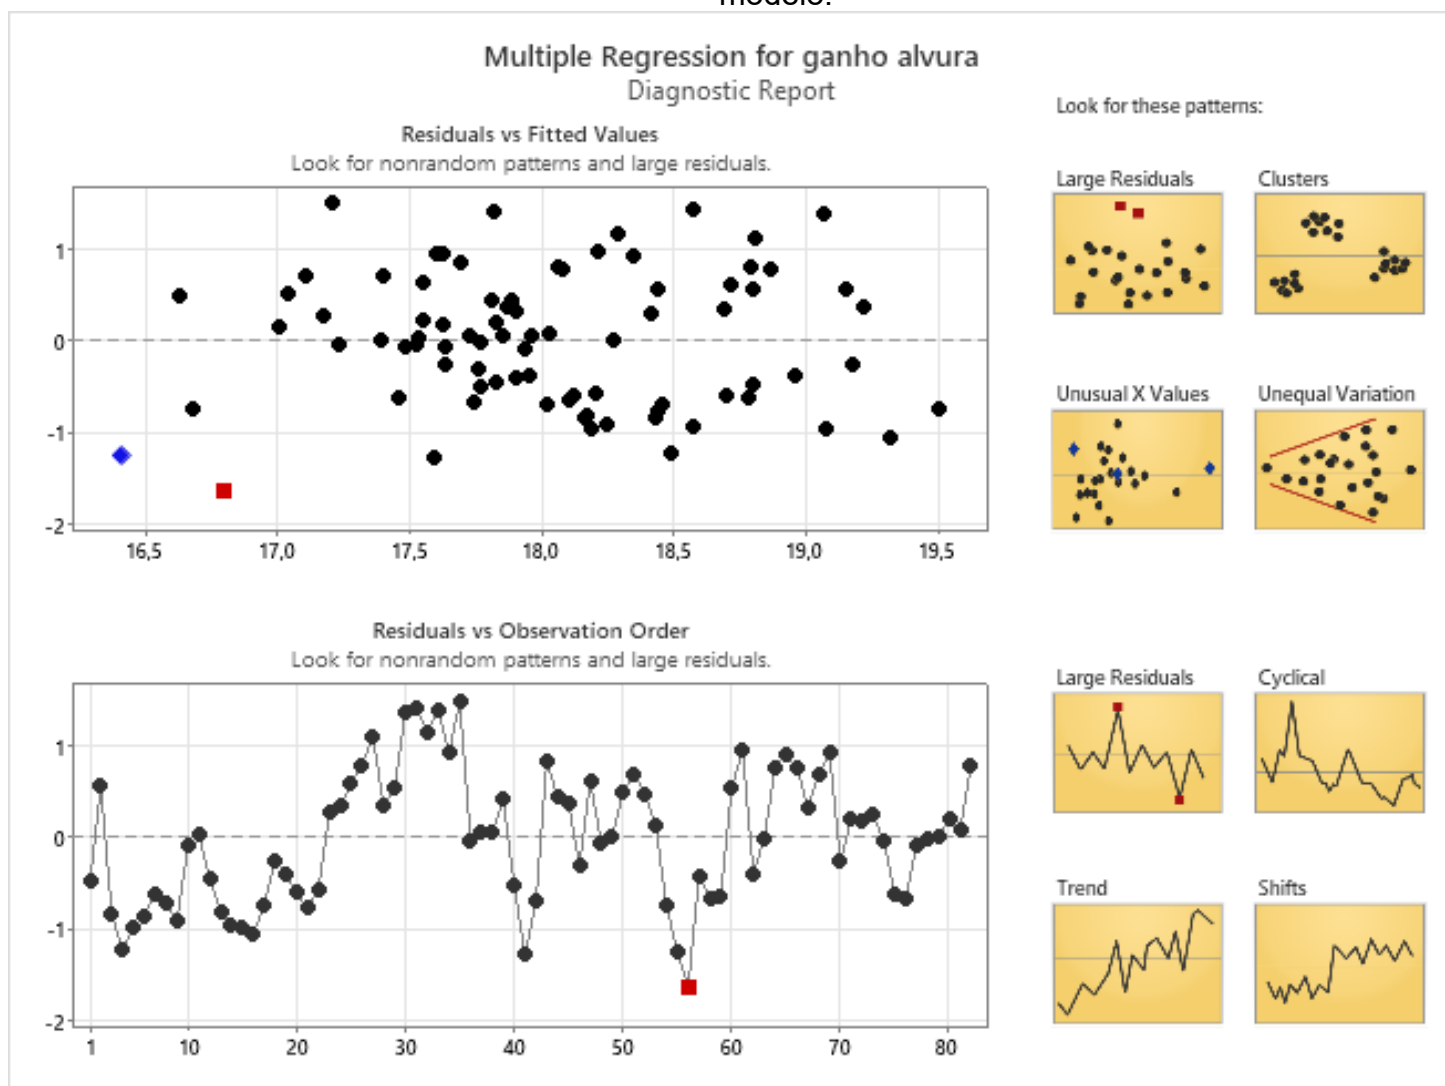 models.
Multiple Regression for ganho alvura
Diagnostic Report
Look for these patterns:
Residuals vs Fitted Values
Look for nonrandom patterns and large residuals.
Large Residuals
Clusters
1
0
-1
-2
16,5
17,0
17,5
18,0
18,5
19,0
19,5
Unusual X Values
Unequal Variation
Residuals vs Observation Order
Look for nonrandom patterns and large residuals.
Large Residuals
Cyclical
1
0
-1
-2
1
10
20
30
40
50
60
70
80
Trend
Shifts